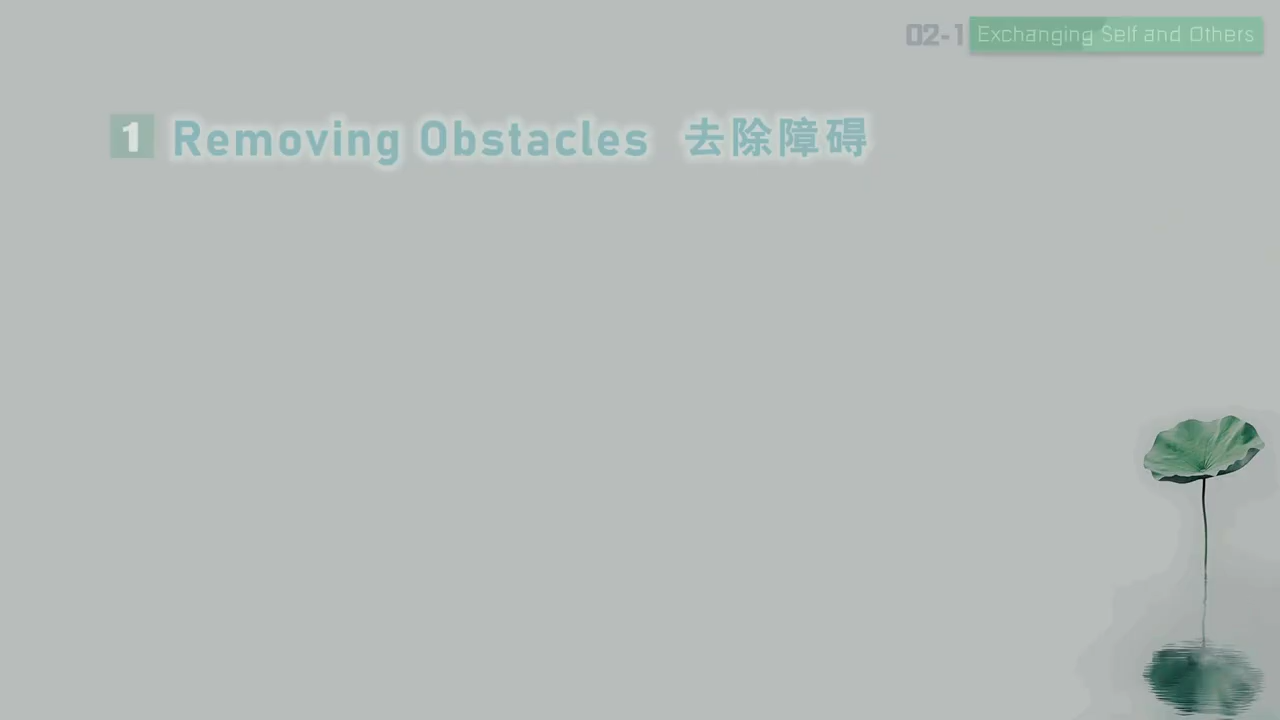 02-1 Exchanging Self and Others
1 Removing Obstacles 去除障碍